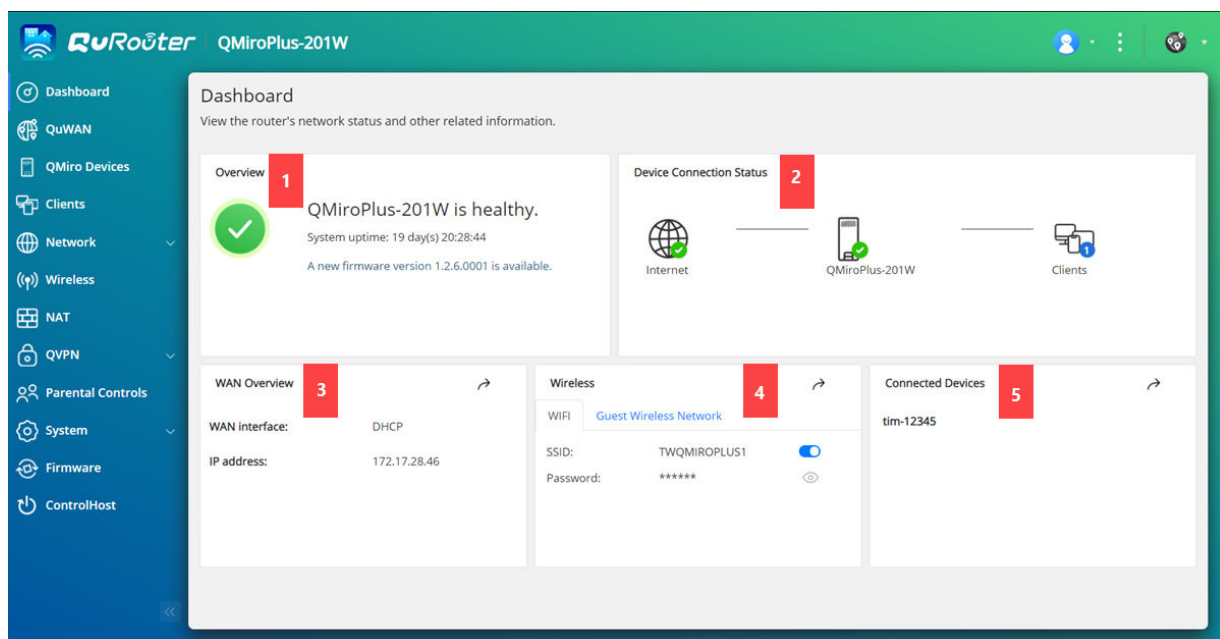 QuRouter QMiroPlus-201W
Dashboard
QuWAN
QMiro Devices
Clients
Network
Wireless
NAT
QVPN
Parental Controls
System
Firmware
ControlHost
Dashboard
View the router's network status and other related information.
Overview 1
QMiroPlus-201W is healthy.
System uptime: 19 day(s) 20:28:44
A new firmware version 1.2.6.0001 is available.
Device Connection Status 2
Internet QMiroPlus-201W Clients 1
WAN Overview 3
WAN interface: DHCP
IP address: 172.17.28.46
Wireless 4
WIFI Guest Wireless Network
SSID: TWQMIROPLUS1
Password: ******
Connected Devices 5
tim-12345